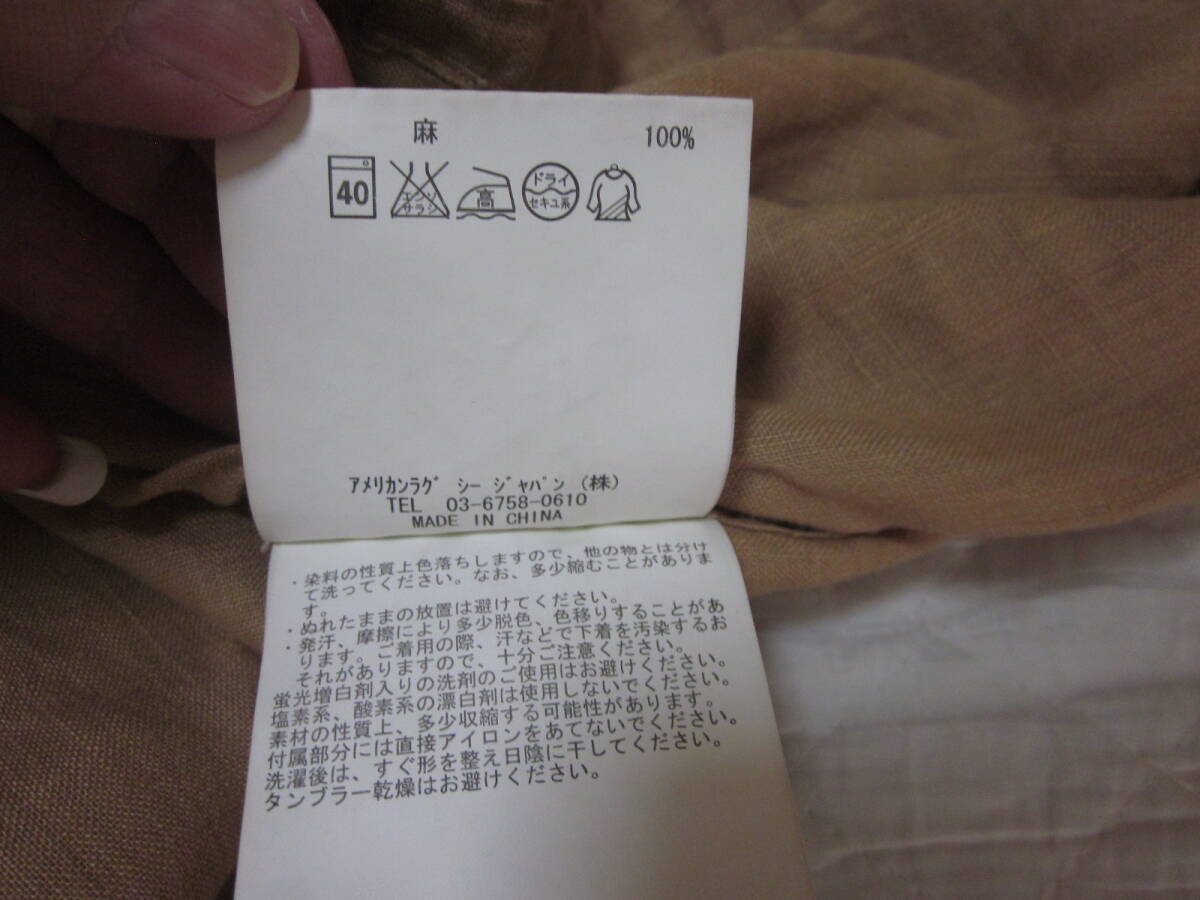 麻 100%
40 エンソ 高 ドライ
サラシ セキユ系
アメリカンラグ シー ジャパン (株)
TEL 03-6758-0610
MADE IN CHINA
・染料の性質上色落ちしますので、他の物とは分け
て洗ってください。なお、多少縮むことがありま
す。
・ぬれたままの放置は避けてください。
・発汗、摩擦により多少脱色、色移りすることがあ
ります。ご着用の際、汗などで下着を汚染するお
それがありますので、十分ご注意ください。
蛍光増白剤入りの洗剤のご使用はお避けください。
塩素系、酸素系の漂白剤は使用しないでください。
素材の性質上、多少収縮する可能性があります。
付属部分には直接アイロンをあてないでください。
洗濯後は、すぐ形を整え日陰に干してください。
タンブラー乾燥はお避けください。